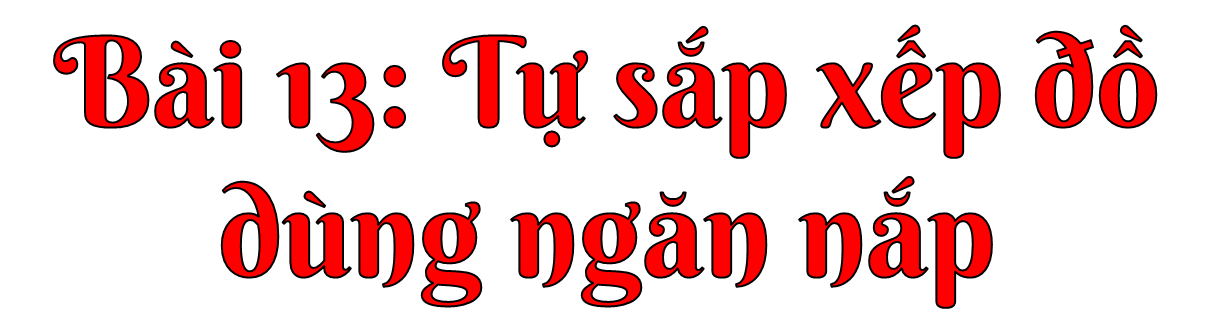 Bài 13: Tự sắp xếp đồ
dùng ngăn nắp